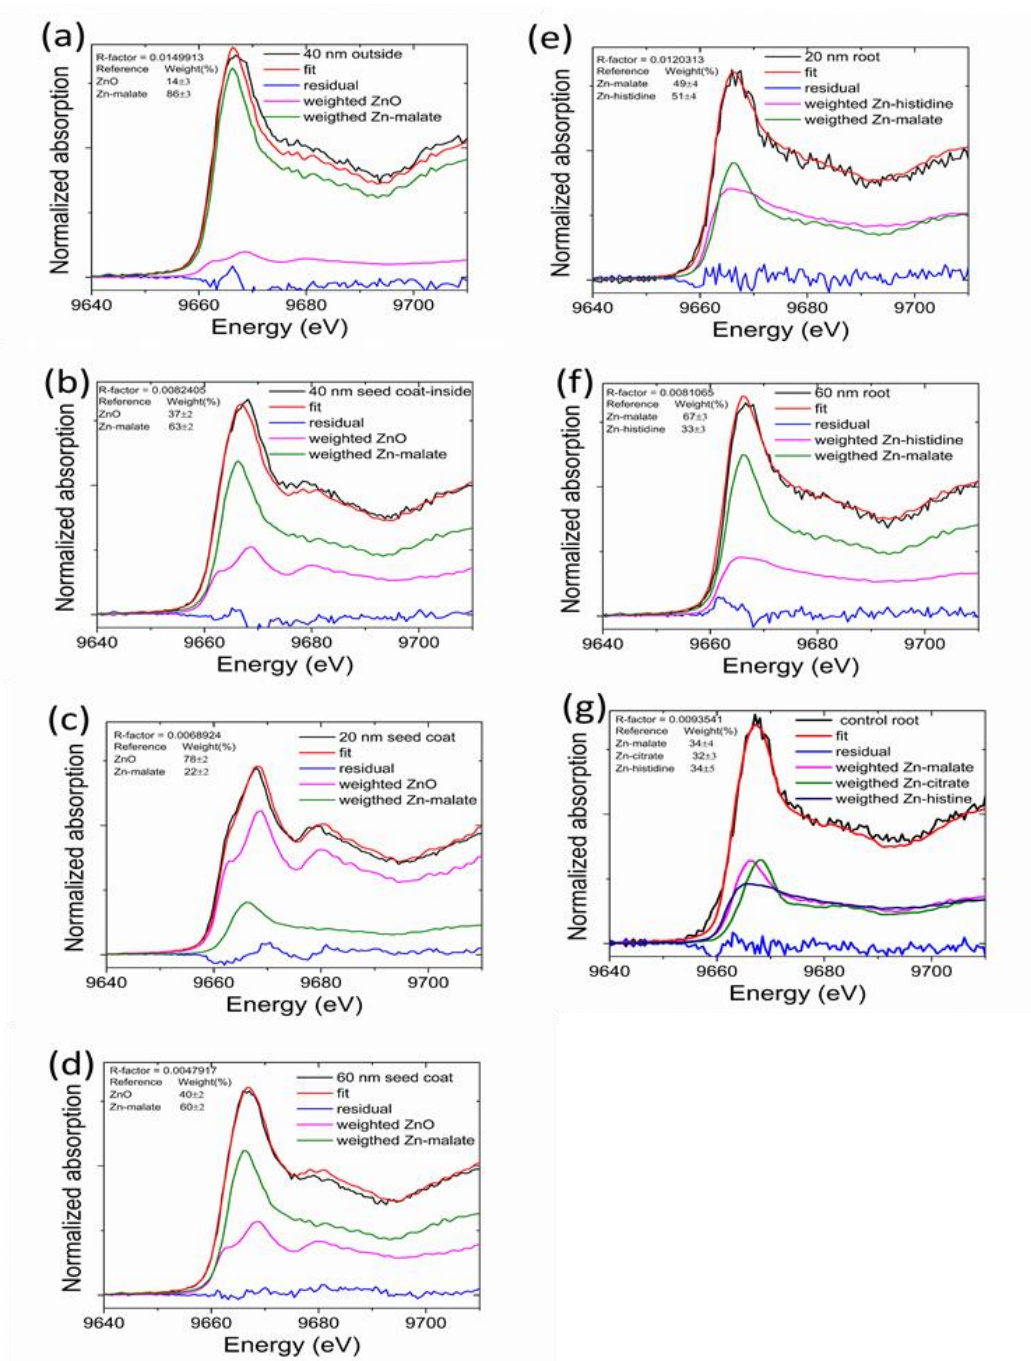 (a)
R-factor = 0.0149913
Reference Weight(%)
ZnO 14±3
Zn-malate 86±3
40 nm outside
fit
residual
weighted ZnO
weigthed Zn-malate
Normalized absorption
9640 9660 9680 9700
Energy (eV)
(e)
R-factor = 0.0120313
Reference Weight(%)
Zn-malate 49±4
Zn-histidine 51±4
20 nm root
fit
residual
weighted Zn-histidine
weigthed Zn-malate
Normalized absorption
9640 9660 9680 9700
Energy (eV)
(b)
R-factor = 0.0082405
Reference Weight(%)
ZnO 37±2
Zn-malate 63±2
40 nm seed coat-inside
fit
residual
weighted ZnO
weigthed Zn-malate
Normalized absorption
9640 9660 9680 9700
Energy (eV)
(f)
R-factor = 0.0081065
Reference Weight(%)
Zn-malate 67±3
Zn-histidine 33±3
60 nm root
fit
residual
weighted Zn-histidine
weigthed Zn-malate
Normalized absorption
9640 9660 9680 9700
Energy (eV)
(c)
R-factor = 0.0068924
Reference Weight(%)
ZnO 78±2
Zn-malate 22±2
20 nm seed coat
fit
residual
weighted ZnO
weigthed Zn-malate
Normalized absorption
9640 9660 9680 9700
Energy (eV)
(g)
R-factor = 0.0093541
Reference Weight(%)
Zn-malate 34±4
Zn-citrate 32±3
Zn-histidine 34±5
control root
fit
residual
weighted Zn-malate
weigthed Zn-citrate
weigthed Zn-histine
Normalized absorption
9640 9660 9680 9700
Energy (eV)
(d)
R-factor = 0.0047917
Reference Weight(%)
ZnO 40±2
Zn-malate 60±2
60 nm seed coat
fit
residual
weighted ZnO
weigthed Zn-malate
Normalized absorption
9640 9660 9680 9700
Energy (eV)